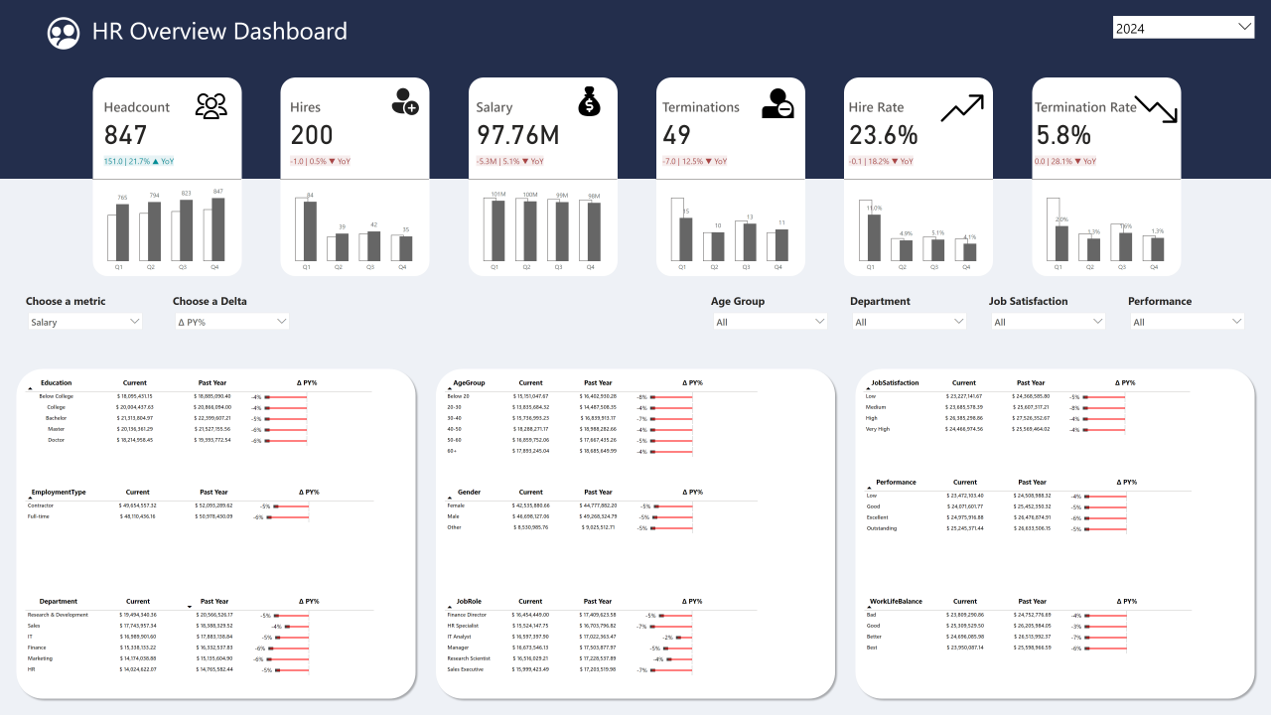 HR Overview Dashboard
2024
Headcount
847
151.0 | 21.7% ▲ YoY
765 794 823 847
Q1 Q2 Q3 Q4
Hires
200
-1.0 | 0.5% ▼ YoY
84 39 42 35
Q1 Q2 Q3 Q4
Salary
97.76M
-5.3M | 5.1% ▼ YoY
101M 100M 99M 98M
Q1 Q2 Q3 Q4
Terminations
49
-7.0 | 12.5% ▼ YoY
15 10 13 11
Q1 Q2 Q3 Q4
Hire Rate
23.6%
-0.1 | 18.2% ▼ YoY
11.0% 4.9% 5.1% 4.1%
Q1 Q2 Q3 Q4
Termination Rate
5.8%
0.0 | 28.1% ▼ YoY
2.0% 1.3% 1.3%
Q1 Q2 Q3 Q4
Choose a metric
Salary
Choose a Delta
Δ PY%
Age Group
All
Department
All
Job Satisfaction
All
Performance
All
Education Current Past Year Δ PY%
Below College $ 18,095,431.15 $ 18,885,090.40 -4%
College $ 20,004,437.63 $ 20,866,094.00 -4%
Bachelor $ 21,313,804.97 $ 22,399,607.21 -5%
Master $ 20,136,361.29 $ 21,527,155.56 -6%
Doctor $ 18,214,958.45 $ 19,393,772.54 -6%
EmploymentType Current Past Year Δ PY%
Contractor $ 49,654,557.32 $ 52,093,289.62 -5%
Full-time $ 48,110,436.16 $ 50,978,430.09 -6%
Department Current Past Year Δ PY%
Research & Development $ 19,494,340.36 $ 20,566,526.17 -5%
Sales $ 17,743,957.34 $ 18,388,329.52 -4%
IT $ 16,989,901.60 $ 17,883,106.64 -5%
Finance $ 15,338,133.22 $ 16,332,537.83 -6%
Marketing $ 14,174,038.88 $ 15,135,604.90 -6%
HR $ 14,024,622.07 $ 14,765,582.44 -5%
AgeGroup Current Past Year Δ PY%
Below 20 $ 15,151,047.67 $ 16,402,930.26 -8%
20-30 $ 13,835,684.32 $ 14,487,508.35 -4%
30-40 $ 15,736,993.23 $ 16,839,913.17 -7%
40-50 $ 18,288,271.17 $ 18,988,282.66 -4%
50-60 $ 16,859,752.06 $ 17,667,435.26 -5%
60+ $ 17,893,245.04 $ 18,685,649.99 -4%
Gender Current Past Year Δ PY%
Female $ 42,535,880.66 $ 44,777,882.20 -5%
Male $ 46,698,127.06 $ 49,268,324.79 -5%
Other $ 8,530,985.76 $ 9,025,512.71 -5%
JobRole Current Past Year Δ PY%
Finance Director $ 16,454,449.00 $ 17,409,623.58 -5%
HR Specialist $ 15,524,147.75 $ 16,703,796.82 -7%
IT Analyst $ 16,597,397.90 $ 17,022,363.47 -2%
Manager $ 16,673,546.13 $ 17,503,877.97 -5%
Research Scientist $ 16,516,029.21 $ 17,228,537.89 -4%
Sales Executive $ 15,999,423.49 $ 17,203,519.98 -7%
JobSatisfaction Current Past Year Δ PY%
Low $ 23,227,141.67 $ 24,368,585.80 -5%
Medium $ 23,685,578.39 $ 25,607,317.21 -8%
High $ 26,385,298.86 $ 27,526,352.67 -4%
Very High $ 24,466,974.56 $ 25,569,464.02 -4%
Performance Current Past Year Δ PY%
Low $ 23,472,103.40 $ 24,508,988.32 -4%
Good $ 24,071,601.77 $ 25,452,350.32 -5%
Excellent $ 24,975,916.88 $ 26,476,874.91 -6%
Outstanding $ 25,245,371.44 $ 26,633,506.15 -5%
WorkLifeBalance Current Past Year Δ PY%
Bad $ 23,809,290.86 $ 24,752,776.69 -4%
Good $ 25,309,529.50 $ 26,205,984.05 -3%
Better $ 24,696,085.98 $ 26,513,992.37 -7%
Best $ 23,950,087.14 $ 25,598,966.59 -6%